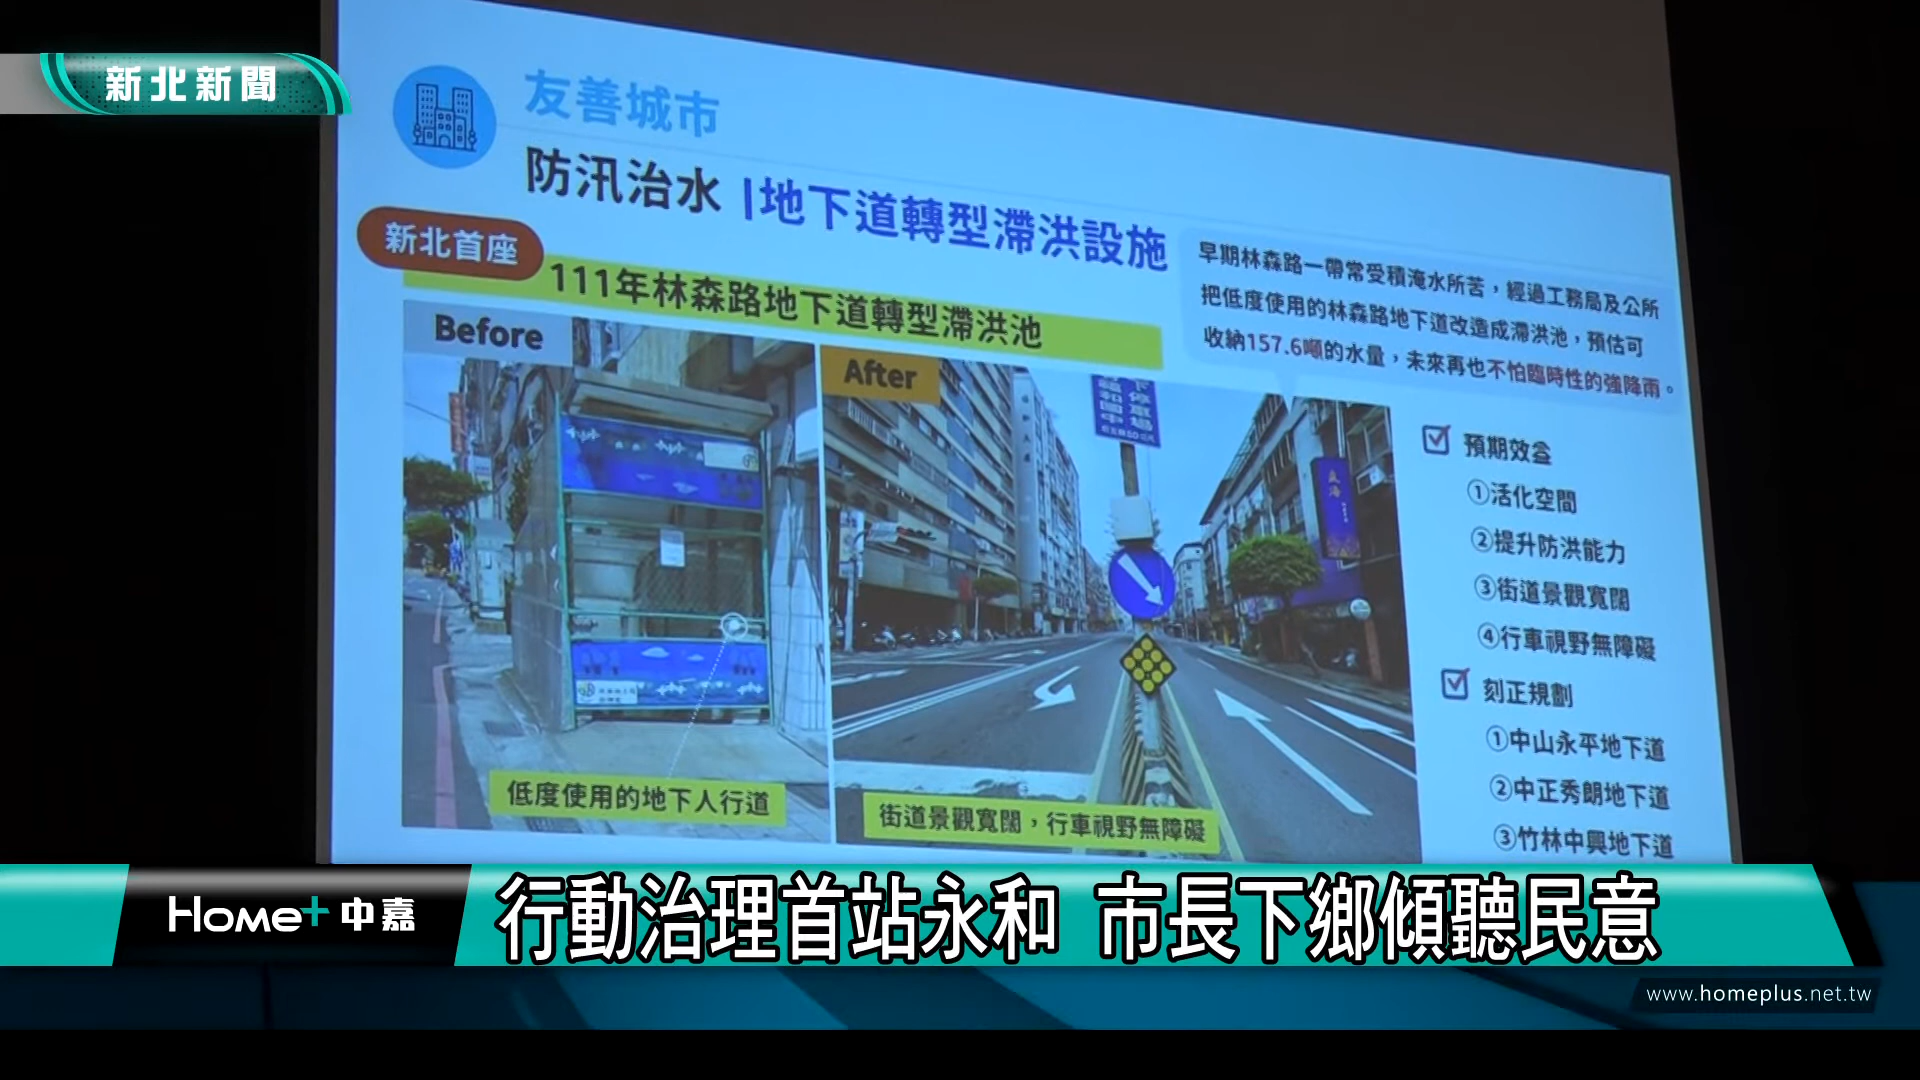 新北新聞
友善城市
防汛治水 |地下道轉型滯洪設施
新北首座
111年林森路地下道轉型滯洪池
早期林森路一帶常受積淹水所苦，經過工務局及公所
把低度使用的林森路地下道改造成滯洪池，預估可
收納157.6噸的水量，未來再也不怕臨時性的強降雨。
Before
After
下停車場
福和國中
低度使用的地下人行道
街道景觀寬闊，行車視野無障礙
預期效益
①活化空間
②提升防洪能力
③街道景觀寬闊
④行車視野無障礙
刻正規劃
①中山永平地下道
②中正秀朗地下道
③竹林中興地下道
Home+ 中嘉
行動治理首站永和 市長下鄉傾聽民意
www.homeplus.net.tw